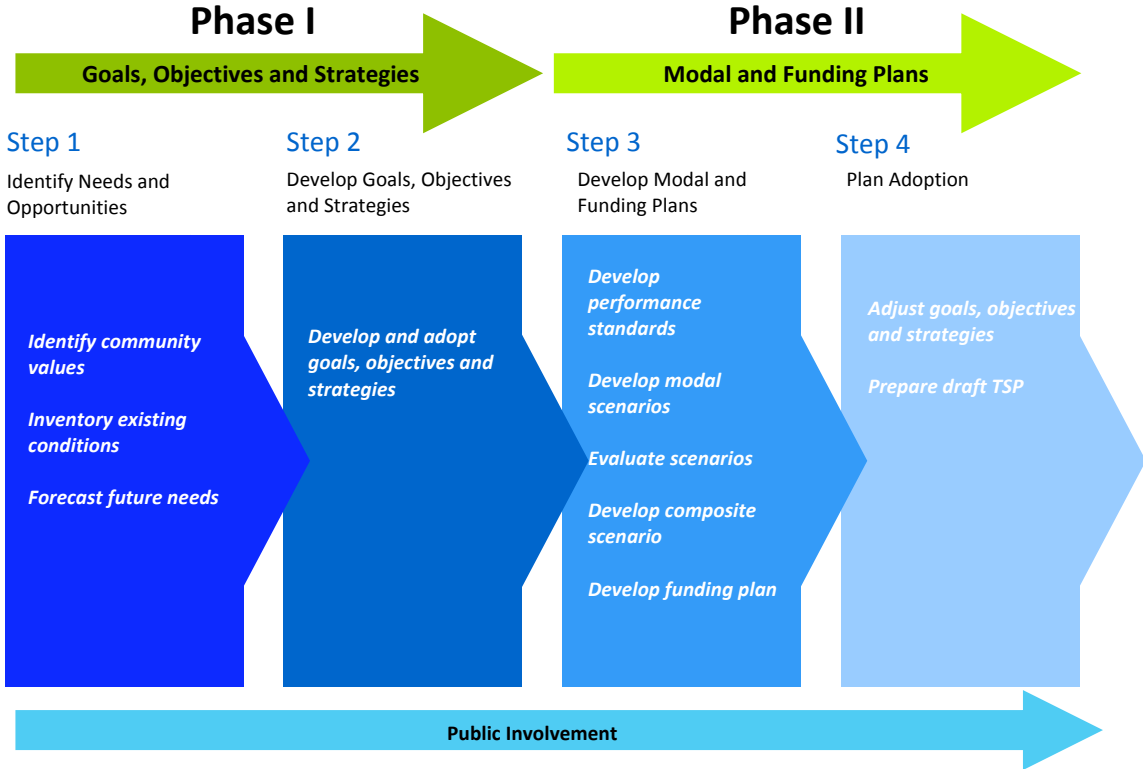 Phase I
Phase II
Goals, Objectives and Strategies
Modal and Funding Plans
Step 1
Identify Needs and
Opportunities
Step 2
Develop Goals, Objectives
and Strategies
Step 3
Develop Modal and
Funding Plans
Step 4
Plan Adoption
Identify community
values
Inventory existing
conditions
Forecast future needs
Develop and adopt
goals, objectives and
strategies
Develop
performance
standards
Develop modal
scenarios
Evaluate scenarios
Develop composite
scenario
Develop funding plan
Adjust goals, objectives
and strategies
Prepare draft TSP
Public Involvement